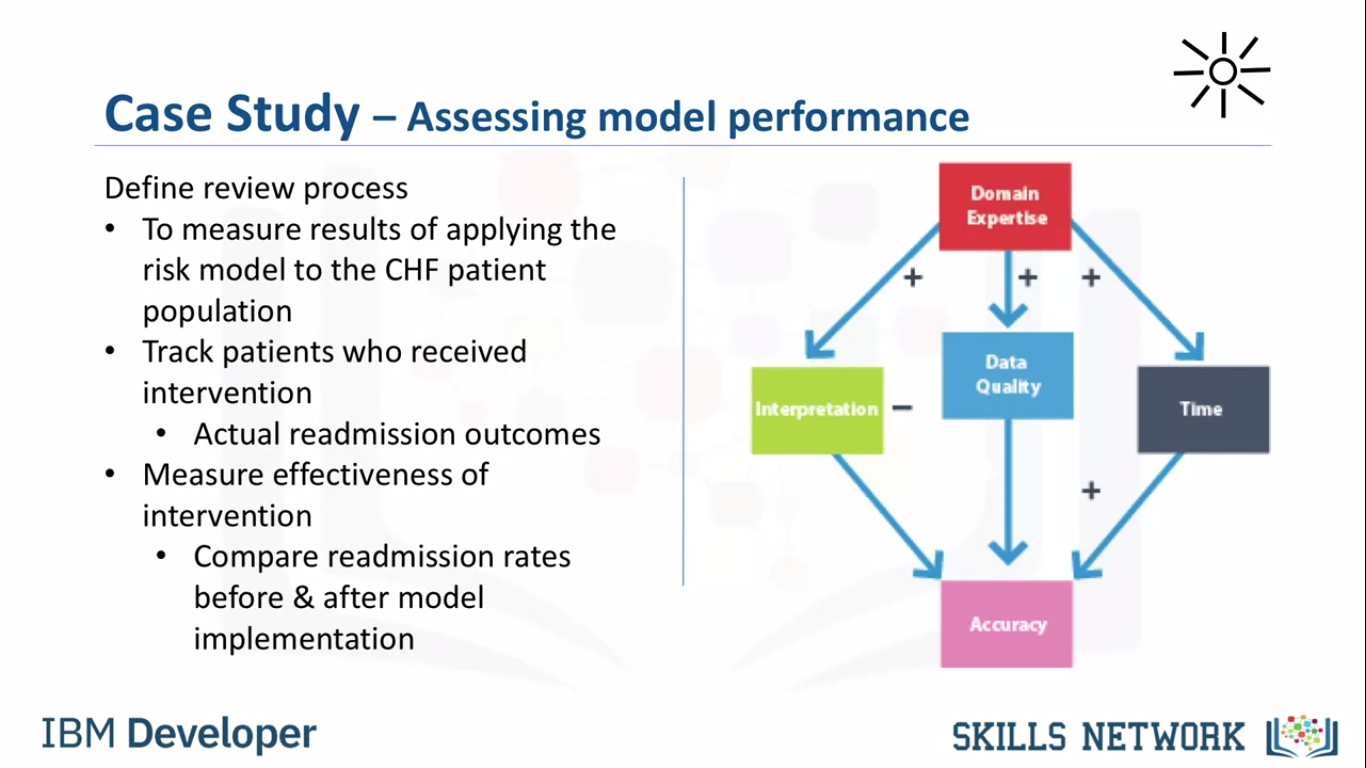 Case Study – Assessing model performance
Define review process
• To measure results of applying the
risk model to the CHF patient
population
• Track patients who received
intervention
• Actual readmission outcomes
• Measure effectiveness of
intervention
• Compare readmission rates
before & after model
implementation
Domain
Expertise
+ + +
Data
Quality
Interpretation –
Time
+
Accuracy
IBM Developer
SKILLS NETWORK